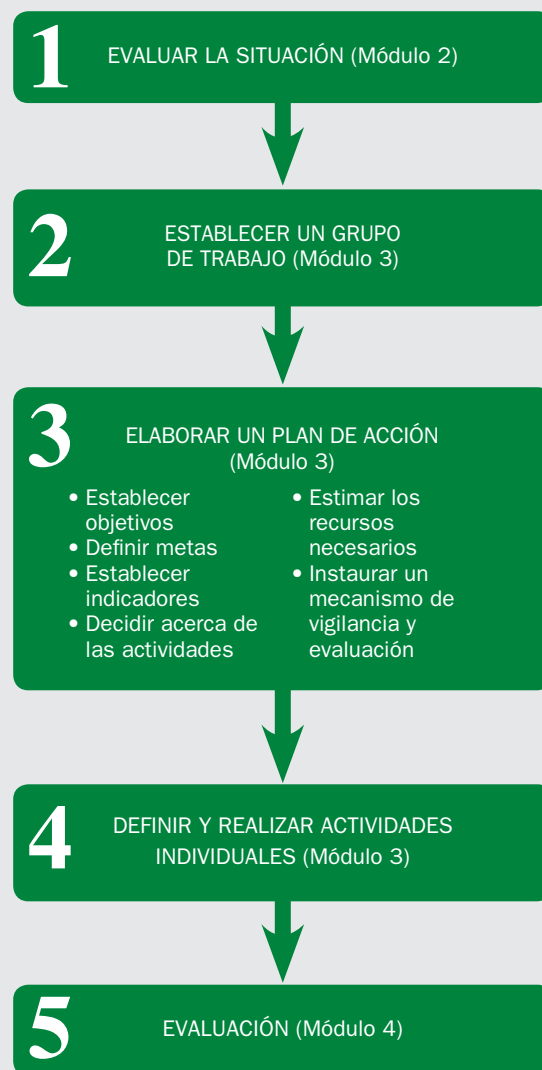 1
EVALUAR LA SITUACIÓN (Módulo 2)
2
ESTABLECER UN GRUPO
DE TRABAJO (Módulo 3)
3
ELABORAR UN PLAN DE ACCIÓN
(Módulo 3)
• Establecer
objetivos
• Definir metas
• Establecer
indicadores
• Decidir acerca de
las actividades
• Estimar los
recursos
necesarios
• Instaurar un
mecanismo de
vigilancia y
evaluación
4
DEFINIR Y REALIZAR ACTIVIDADES
INDIVIDUALES (Módulo 3)
5
EVALUACIÓN (Módulo 4)